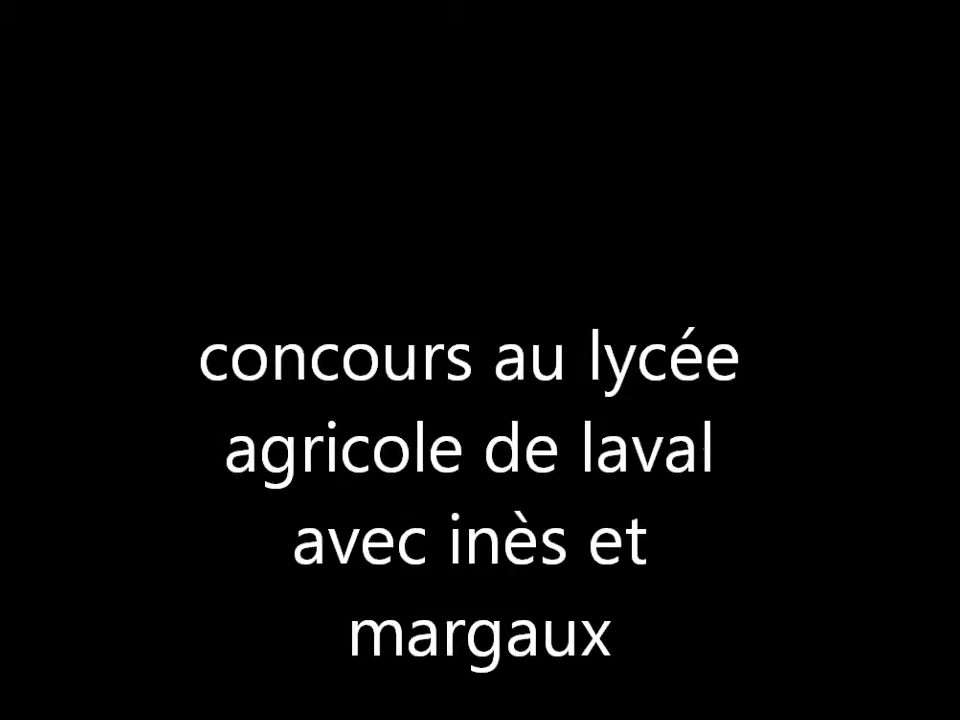 concours au lycée
agricole de laval
avec inès et
margaux